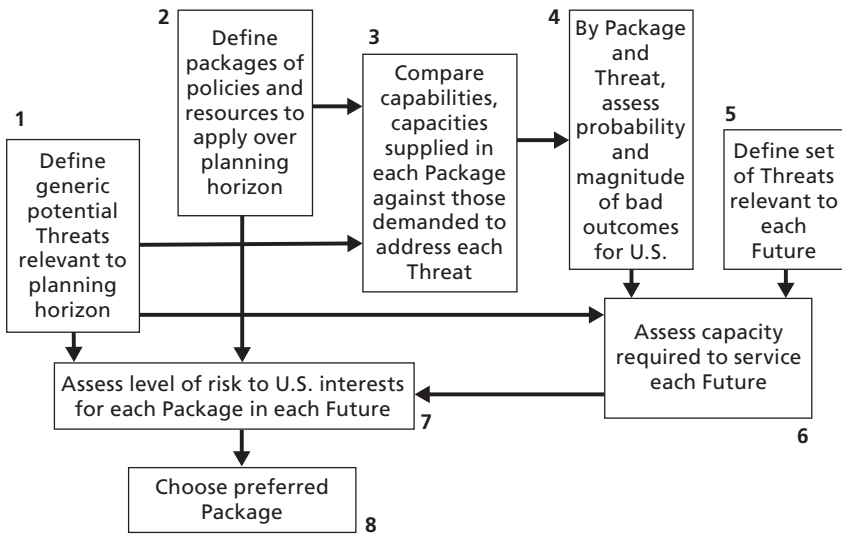 1
Define
generic
potential
Threats
relevant to
planning
horizon
2
Define
packages of
policies and
resources to
apply over
planning
horizon
3
Compare
capabilities,
capacities
supplied in
each Package
against those
demanded to
address each
Threat
4
By Package
and
Threat,
assess
probability
and
magnitude
of bad
outcomes
for U.S.
5
Define set
of Threats
relevant to
each
Future
Assess capacity
required to service
each Future
6
Assess level of risk to U.S. interests
for each Package in each Future
7
Choose preferred
Package
8